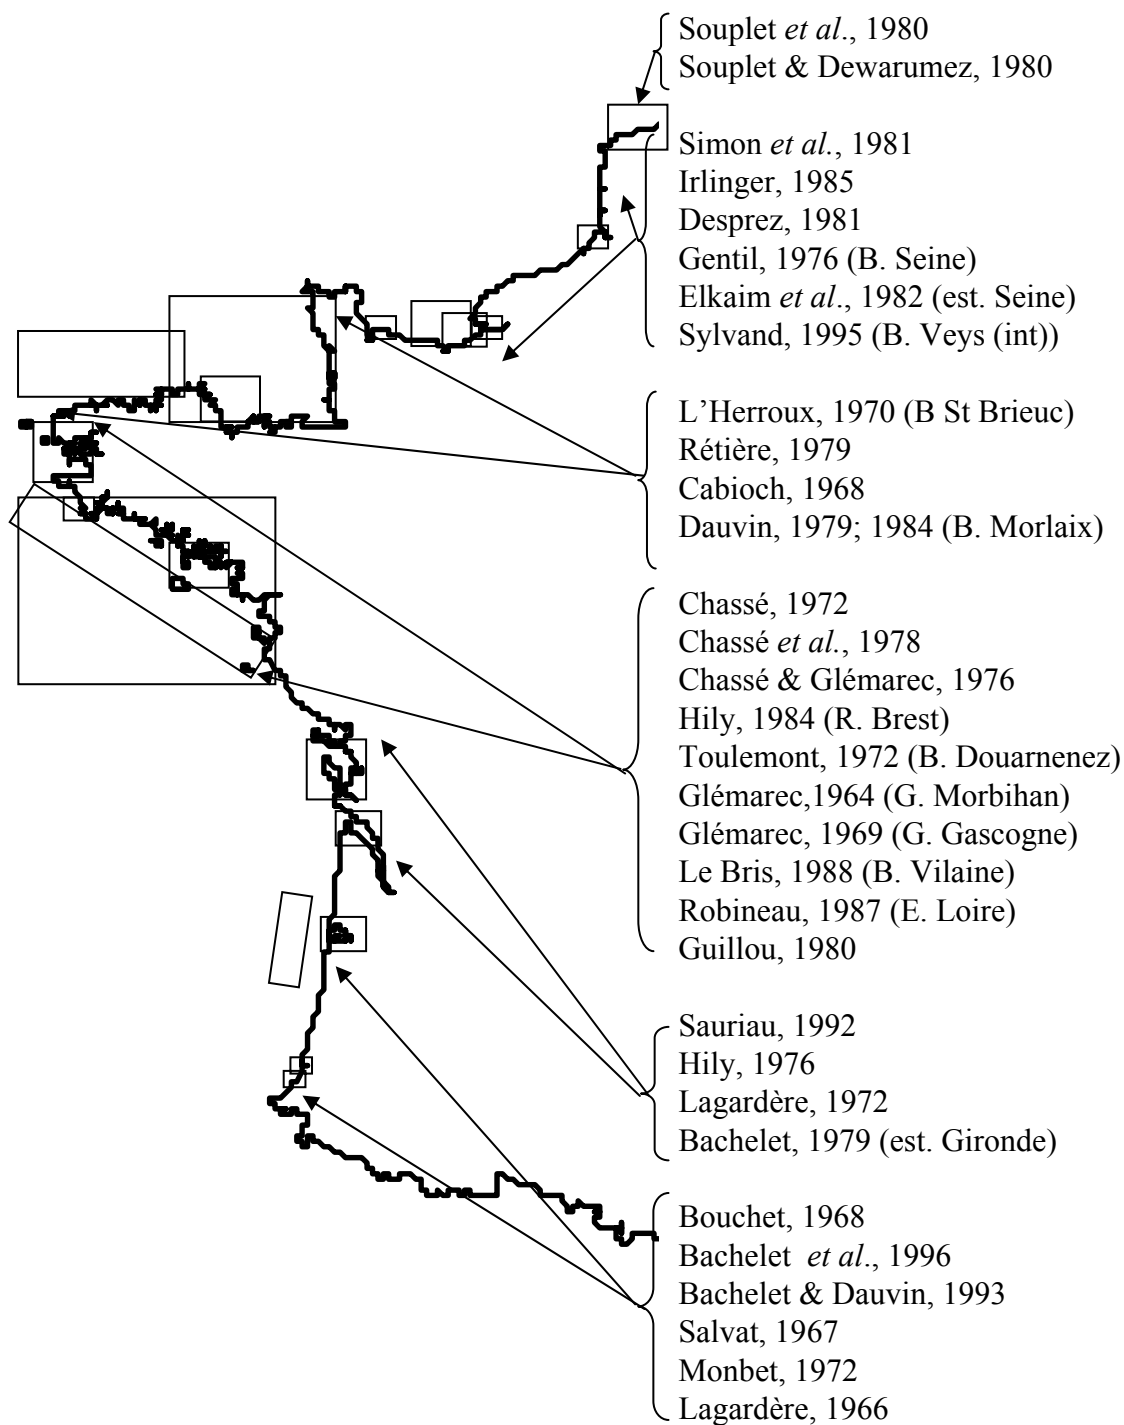 Souplet et al., 1980
Souplet & Dewarumez, 1980
Simon et al., 1981
Irlinger, 1985
Desprez, 1981
Gentil, 1976 (B. Seine)
Elkaim et al., 1982 (est. Seine)
Sylvand, 1995 (B. Veys (int))
L’Herroux, 1970 (B St Brieuc)
Rétière, 1979
Cabioch, 1968
Dauvin, 1979; 1984 (B. Morlaix)
Chassé, 1972
Chassé et al., 1978
Chassé & Glémarec, 1976
Hily, 1984 (R. Brest)
Toulemont, 1972 (B. Douarnenez)
Glémarec,1964 (G. Morbihan)
Glémarec, 1969 (G. Gascogne)
Le Bris, 1988 (B. Vilaine)
Robineau, 1987 (E. Loire)
Guillou, 1980
Sauriau, 1992
Hily, 1976
Lagardère, 1972
Bachelet, 1979 (est. Gironde)
Bouchet, 1968
Bachelet et al., 1996
Bachelet & Dauvin, 1993
Salvat, 1967
Monbet, 1972
Lagardère, 1966